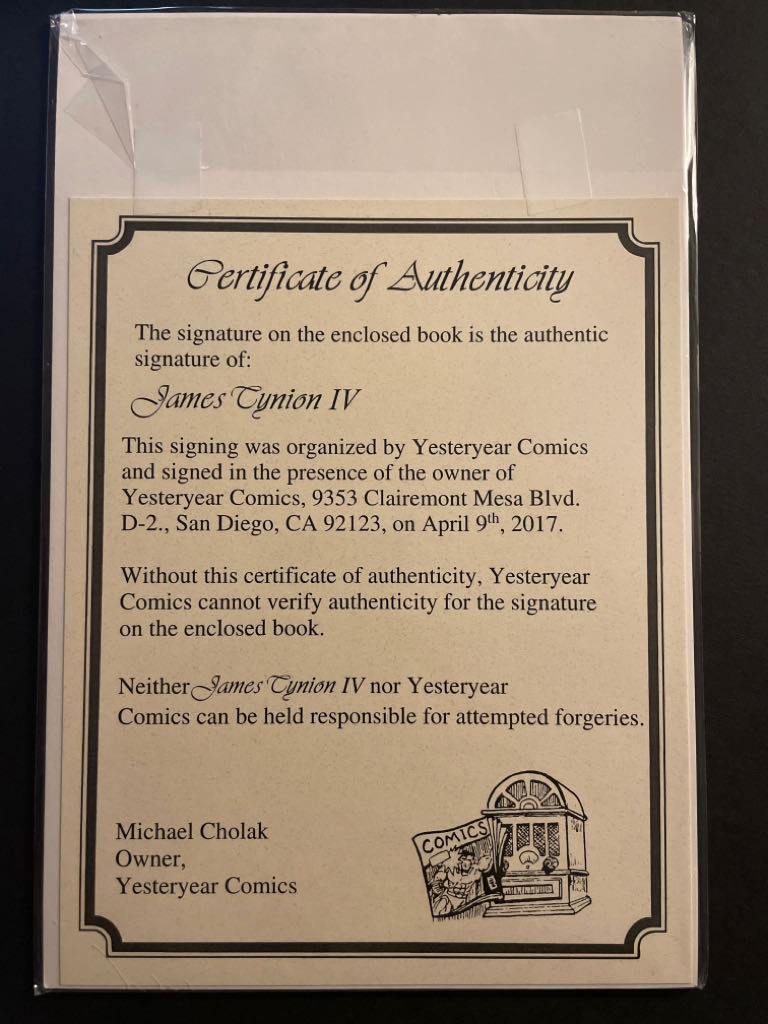 Certificate of Authenticity
The signature on the enclosed book is the authentic
signature of:
James Tynion IV
This signing was organized by Yesteryear Comics
and signed in the presence of the owner of
Yesteryear Comics, 9353 Clairemont Mesa Blvd.
D-2., San Diego, CA 92123, on April 9th, 2017.
Without this certificate of authenticity, Yesteryear
Comics cannot verify authenticity for the signature
on the enclosed book.
Neither James Tynion IV nor Yesteryear
Comics can be held responsible for attempted forgeries.
Michael Cholak
Owner,
Yesteryear Comics
COMICS